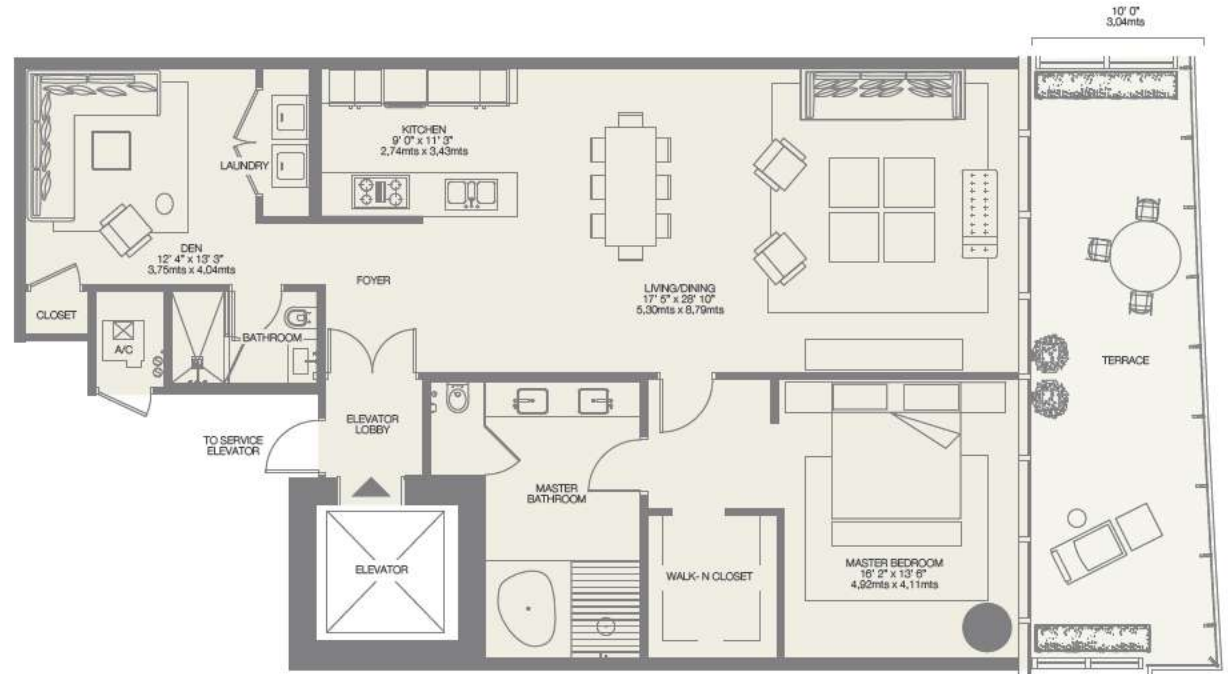 10' 0"
3,04mts
KITCHEN
9' 0" x 11' 3"
2,74mts x 3,43mts
LAUNDRY
DEN
12' 4" x 13' 3"
3,75mts x 4,04mts
FOYER
LIVING/DINING
17' 5" x 28' 10"
5,30mts x 8,79mts
CLOSET
A/C
BATHROOM
TERRACE
ELEVATOR
LOBBY
TO SERVICE
ELEVATOR
MASTER
BATHROOM
ELEVATOR
WALK- N CLOSET
MASTER BEDROOM
16' 2" x 13' 6"
4,92mts x 4,11mts